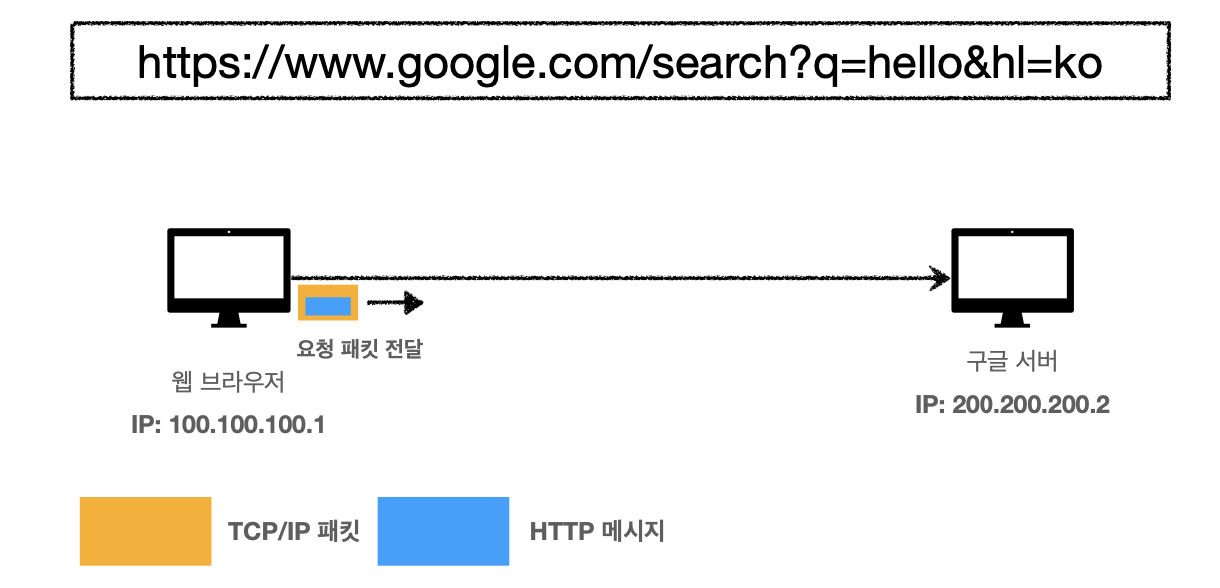 https://www.google.com/search?q=hello&hl=ko
요청 패킷 전달
웹 브라우저
IP: 100.100.100.1
구글 서버
IP: 200.200.200.2
TCP/IP 패킷
HTTP 메시지